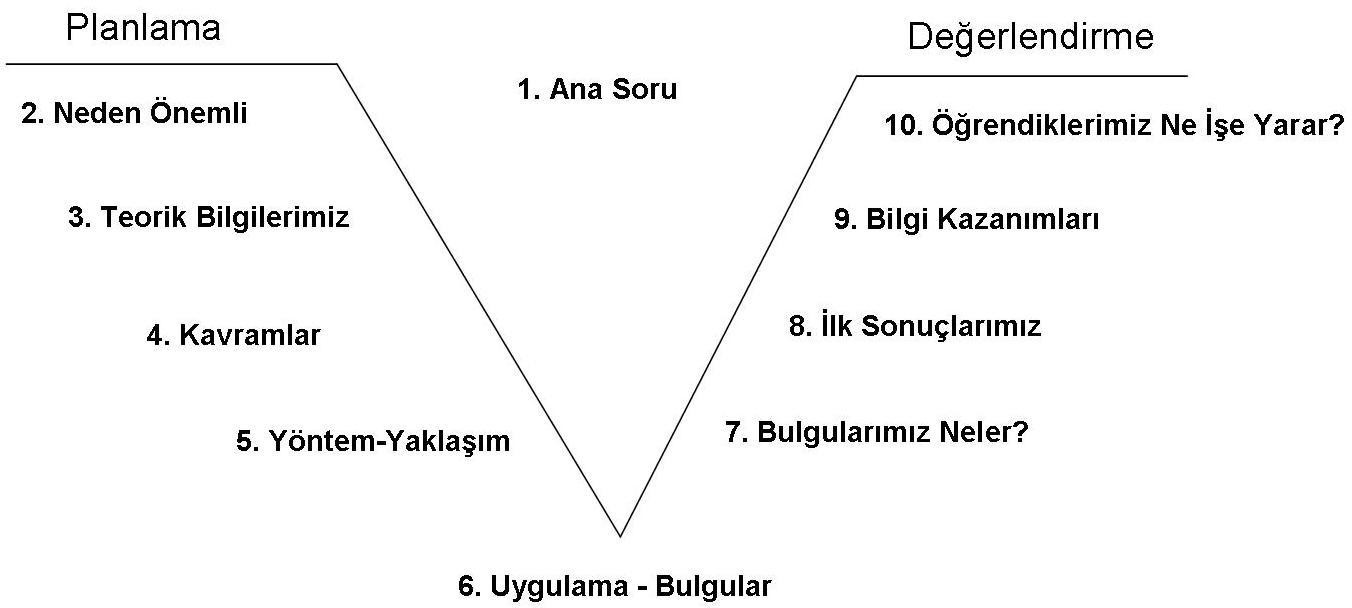 Planlama
Değerlendirme
1. Ana Soru
2. Neden Önemli
10. Öğrendiklerimiz Ne İşe Yarar?
3. Teorik Bilgilerimiz
9. Bilgi Kazanımları
4. Kavramlar
8. İlk Sonuçlarımız
5. Yöntem-Yaklaşım
7. Bulgularımız Neler?
6. Uygulama - Bulgular